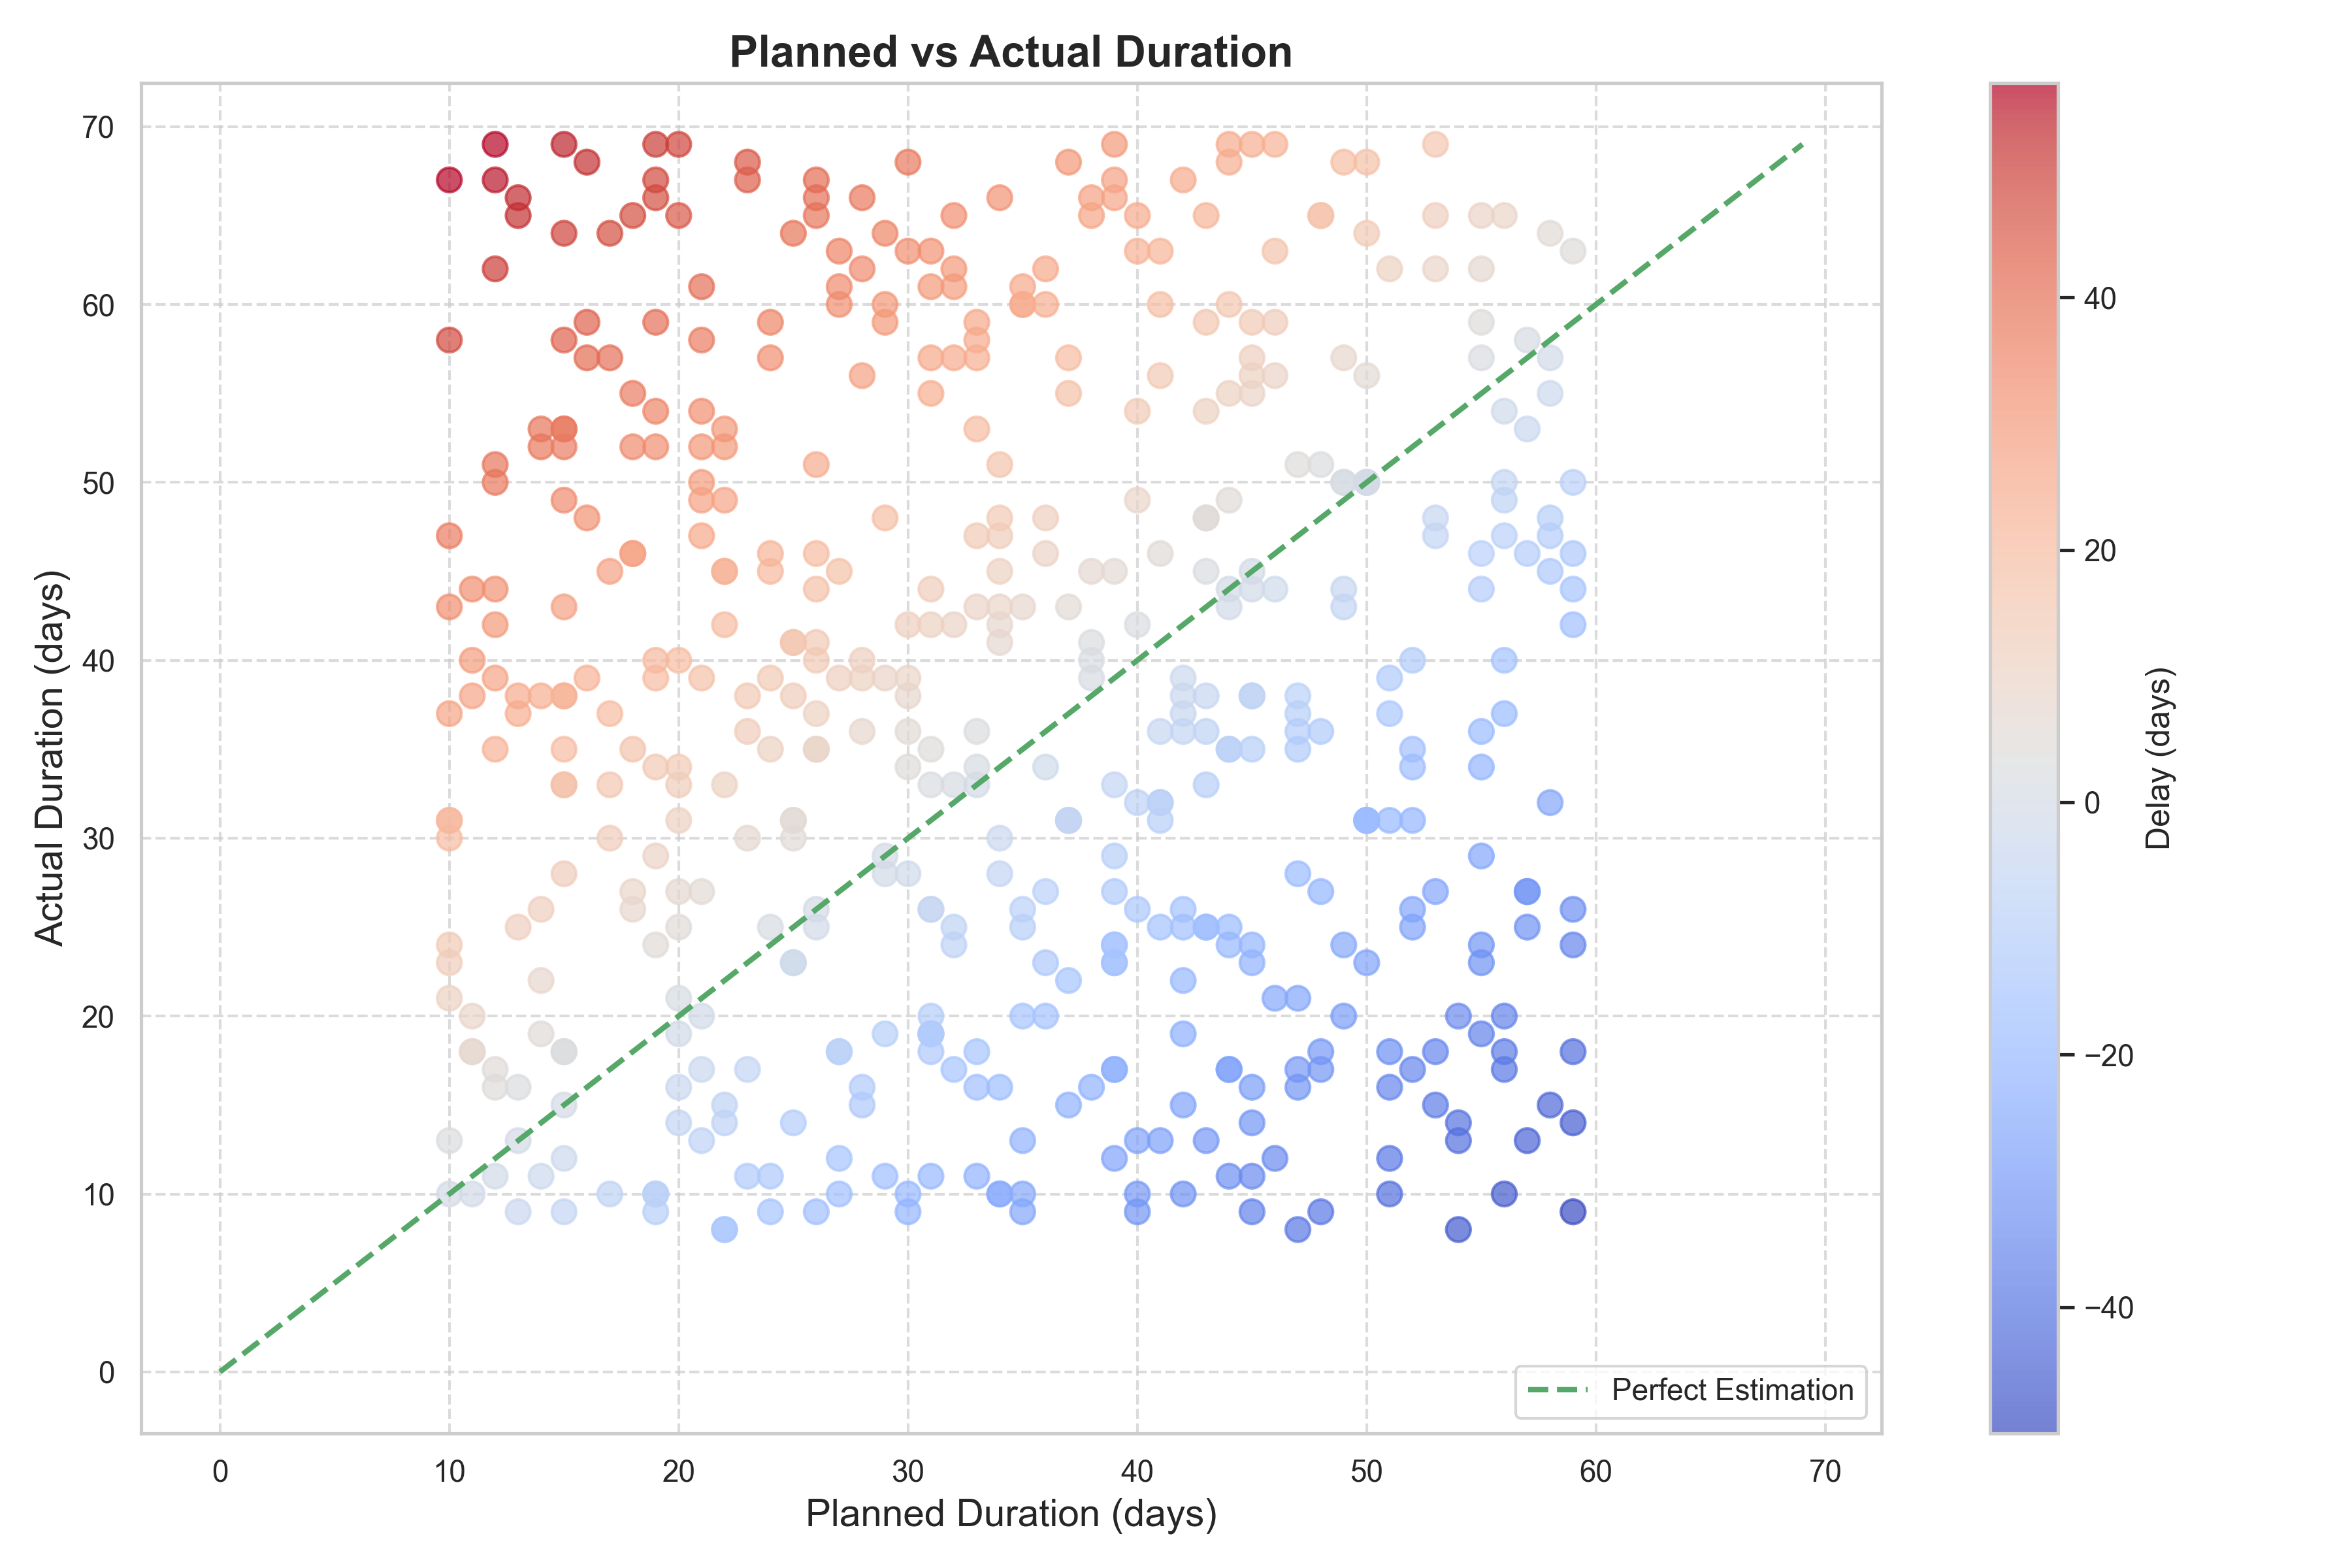 Planned vs Actual Duration
70
60
50
40
30
20
10
0
Actual Duration (days)
0 10 20 30 40 50 60 70
Planned Duration (days)
Perfect Estimation
40
20
0
−20
−40
Delay (days)